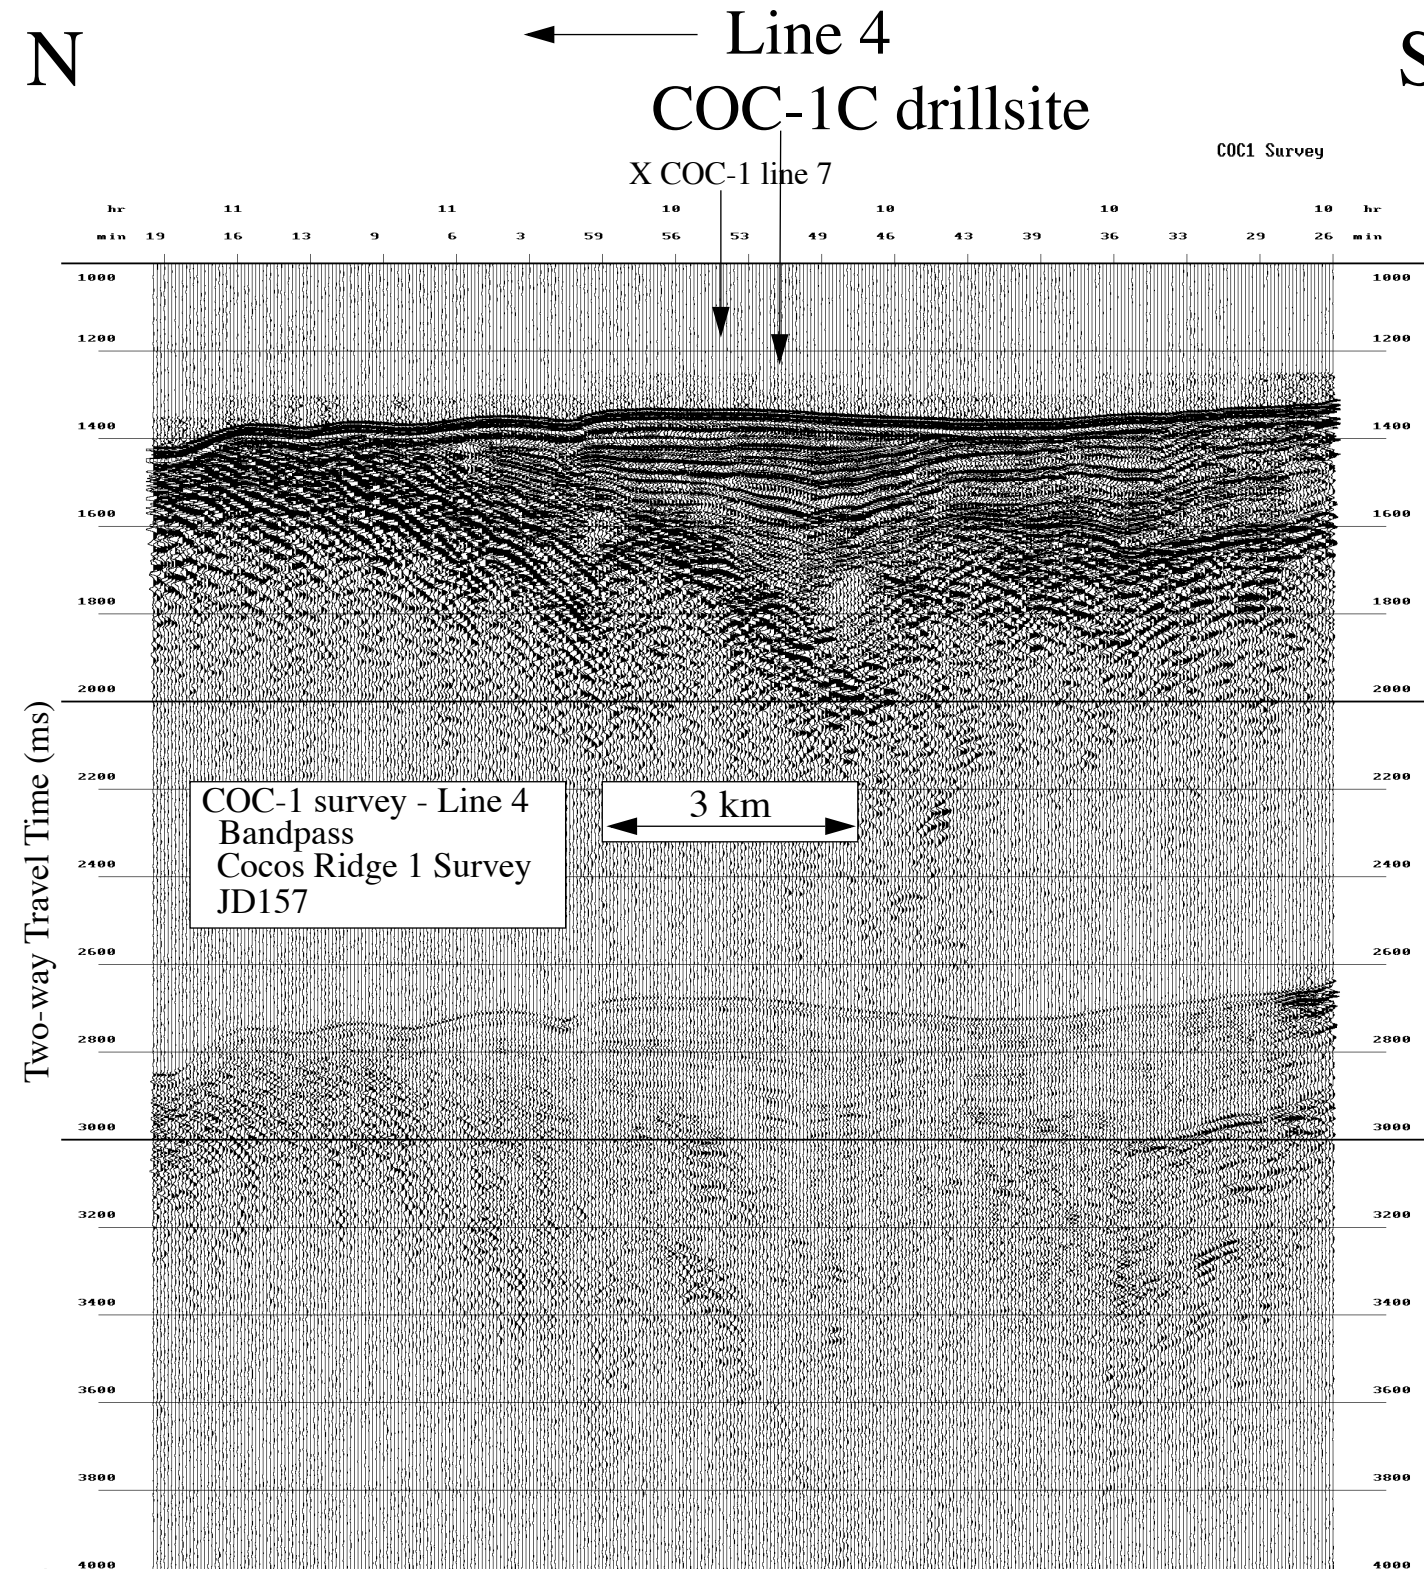 N
Line 4
S
COC-1C drillsite
COC1 Survey
X COC-1 line 7
hr 11 11 10 10 10 10 hr
min 19 16 13 9 6 3 59 56 53 49 46 43 39 36 33 29 26 min
1000 1000
1200 1200
1400 1400
1600 1600
1800 1800
2000 2000
2200 2200
COC-1 survey - Line 4
Bandpass
Cocos Ridge 1 Survey
JD157
3 km
2400 2400
2600 2600
Two-way Travel Time (ms)
2800 2800
3000 3000
3200 3200
3400 3400
3600 3600
3800 3800
4000 4000